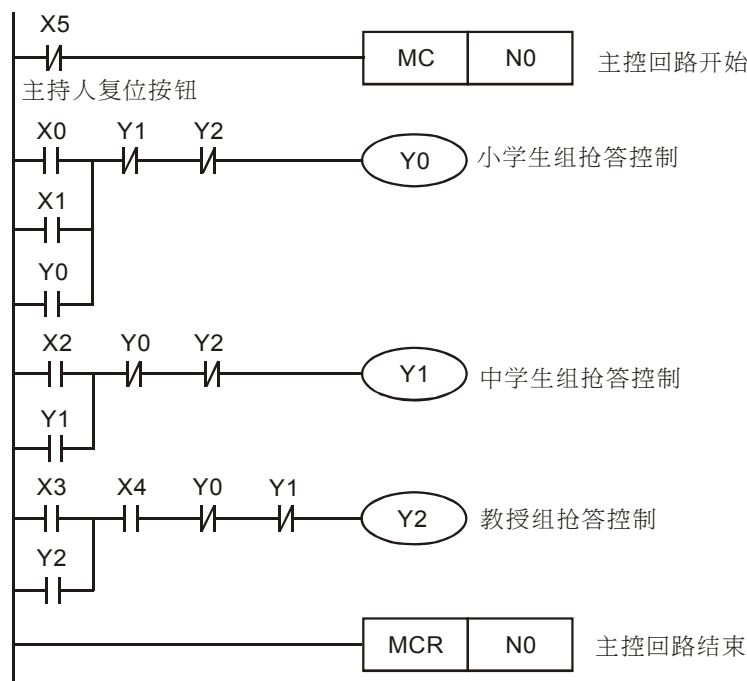 X5
MC N0 主控回路开始
主持人复位按钮
X0 Y1 Y2
Y0 小学生组抢答控制
X1
Y0
X2 Y0 Y2
Y1 中学生组抢答控制
Y1
X3 X4 Y0 Y1
Y2 教授组抢答控制
Y2
MCR N0 主控回路结束